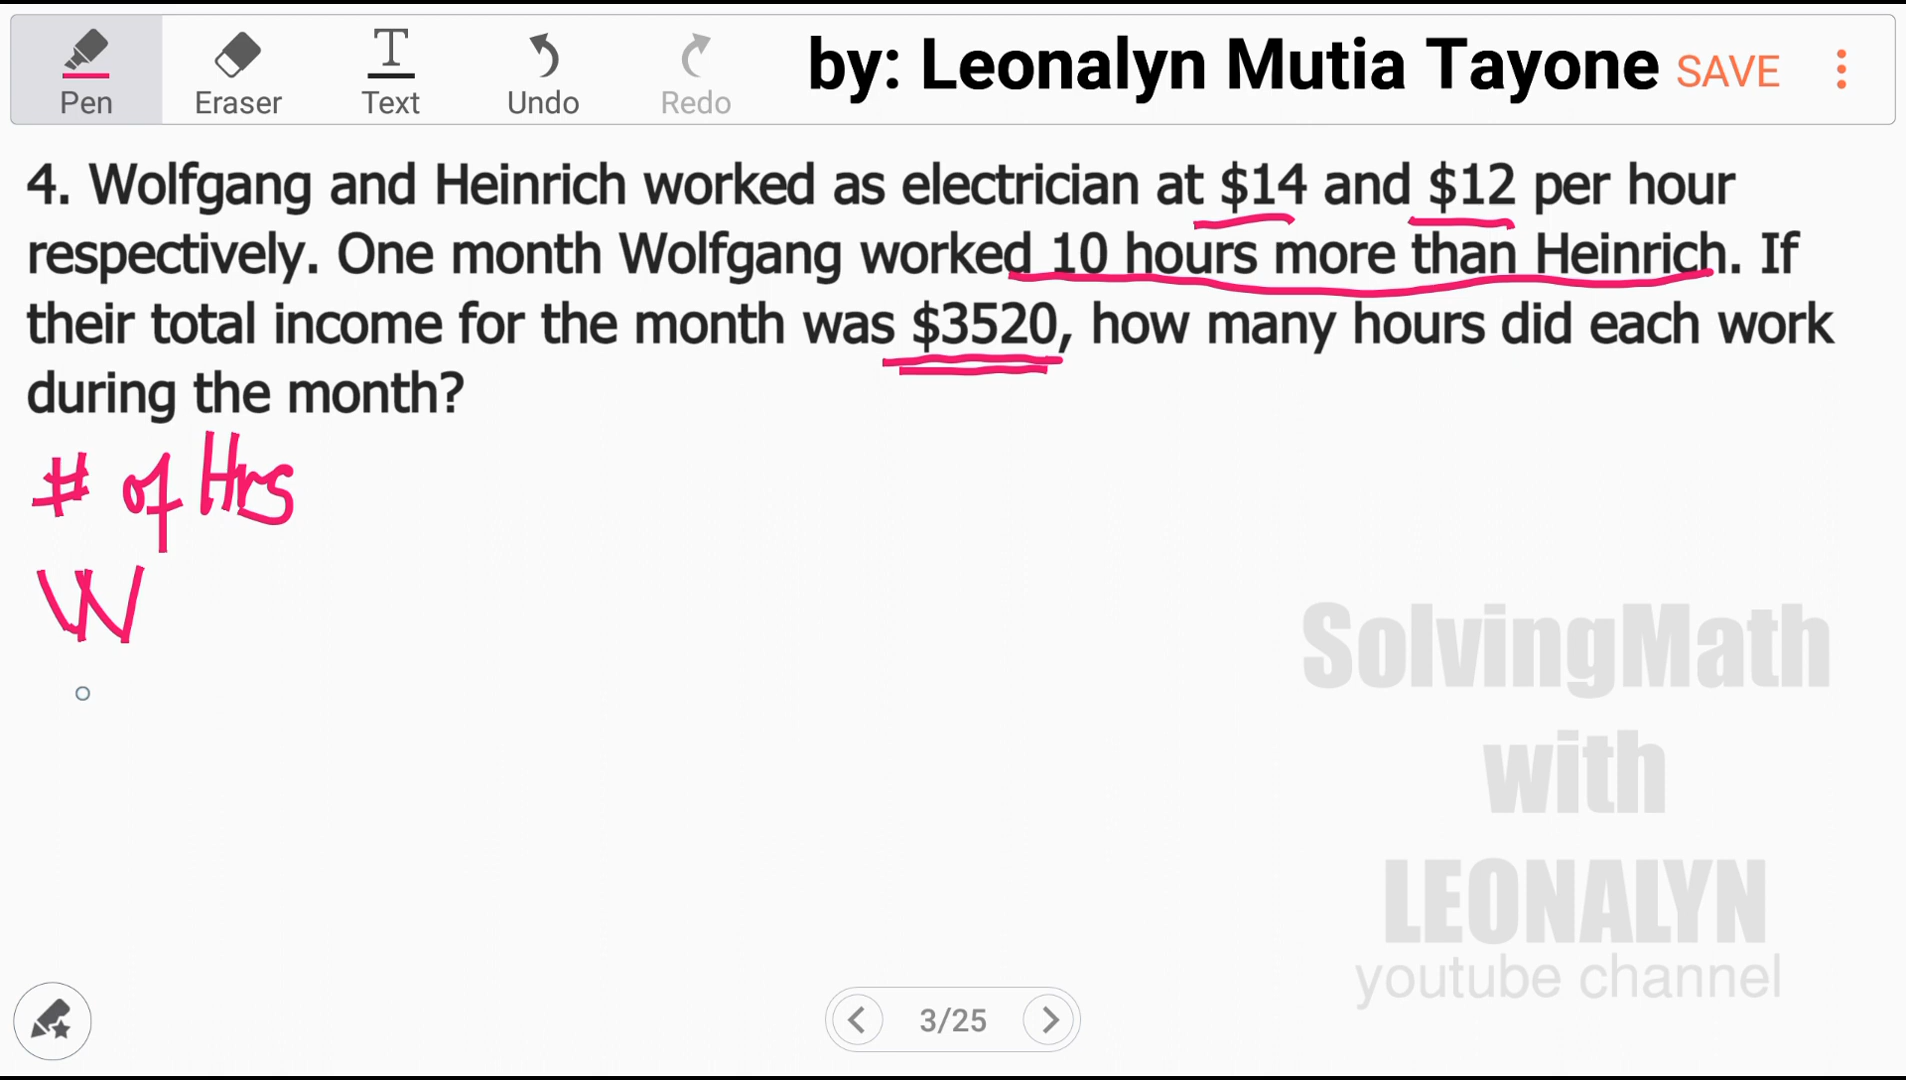 Pen Eraser Text Undo Redo by: Leonalyn Mutia Tayone SAVE
4. Wolfgang and Heinrich worked as electrician at $14 and $12 per hour
respectively. One month Wolfgang worked 10 hours more than Heinrich. If
their total income for the month was $3520, how many hours did each work
during the month?
# of Hrs
W
SolvingMath
with
LEONALYN
youtube channel
3/25